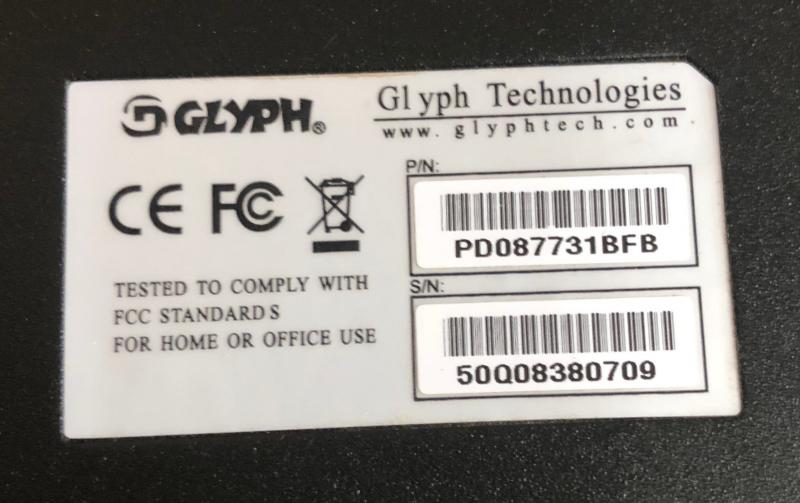 GLYPH®
Glyph Technologies
www.glyphtech.com
CE FC
TESTED TO COMPLY WITH
FCC STANDARDS
FOR HOME OR OFFICE USE
P/N:
PD087731BFB
S/N:
50Q08380709